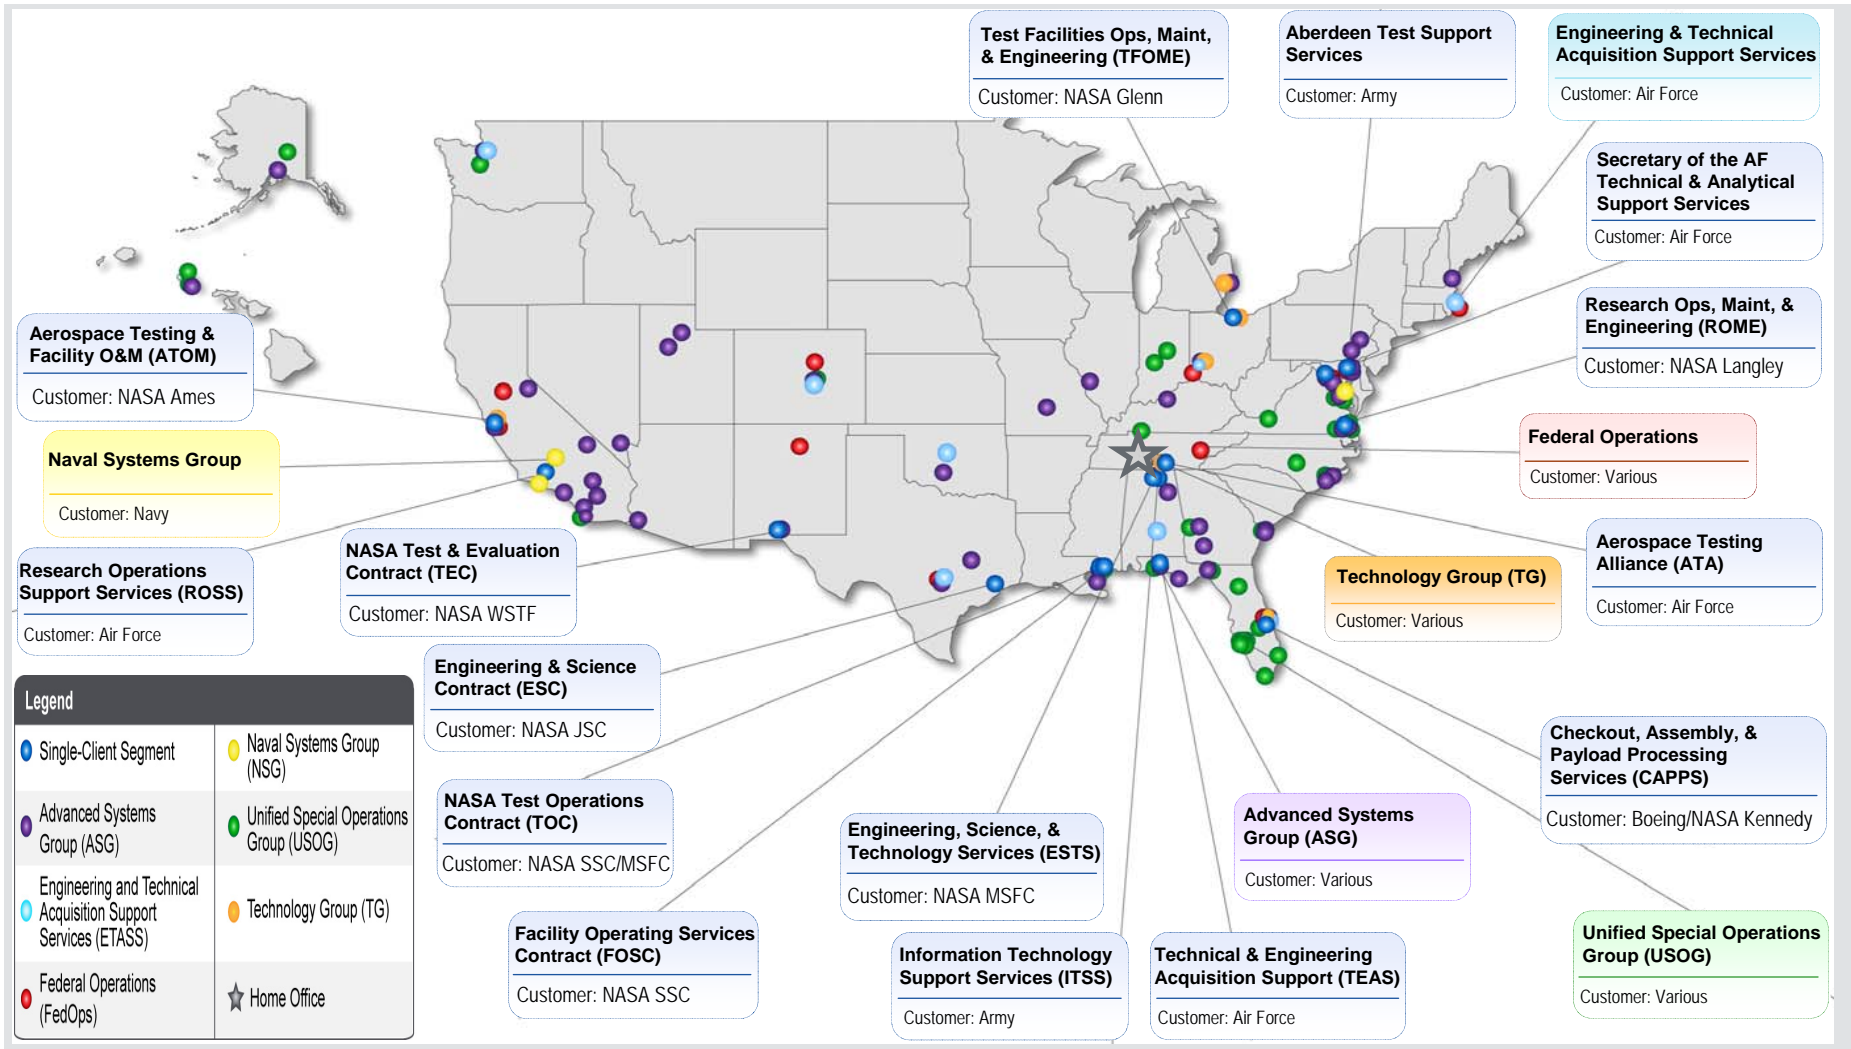 Test Facilities Ops, Maint,
& Engineering (TFOME)
Customer: NASA Glenn
Aberdeen Test Support
Services
Customer: Army
Engineering & Technical
Acquisition Support Services
Customer: Air Force
Secretary of the AF
Technical & Analytical
Support Services
Customer: Air Force
Research Ops, Maint, &
Engineering (ROME)
Customer: NASA Langley
Aerospace Testing &
Facility O&M (ATOM)
Customer: NASA Ames
Naval Systems Group
Customer: Navy
Federal Operations
Customer: Various
Research Operations
Support Services (ROSS)
Customer: Air Force
NASA Test & Evaluation
Contract (TEC)
Customer: NASA WSTF
Technology Group (TG)
Customer: Various
Aerospace Testing
Alliance (ATA)
Customer: Air Force
Engineering & Science
Contract (ESC)
Customer: NASA JSC
Checkout, Assembly, &
Payload Processing
Services (CAPPS)
Customer: Boeing/NASA Kennedy
NASA Test Operations
Contract (TOC)
Customer: NASA SSC/MSFC
Engineering, Science, &
Technology Services (ESTS)
Customer: NASA MSFC
Advanced Systems
Group (ASG)
Customer: Various
Facility Operating Services
Contract (FOSC)
Customer: NASA SSC
Information Technology
Support Services (ITSS)
Customer: Army
Technical & Engineering
Acquisition Support (TEAS)
Customer: Air Force
Unified Special Operations
Group (USOG)
Customer: Various
Legend
Single-Client Segment
Naval Systems Group
(NSG)
Advanced Systems
Group (ASG)
Unified Special Operations
Group (USOG)
Engineering and Technical
Acquisition Support
Services (ETASS)
Technology Group (TG)
Federal Operations
(FedOps)
Home Office